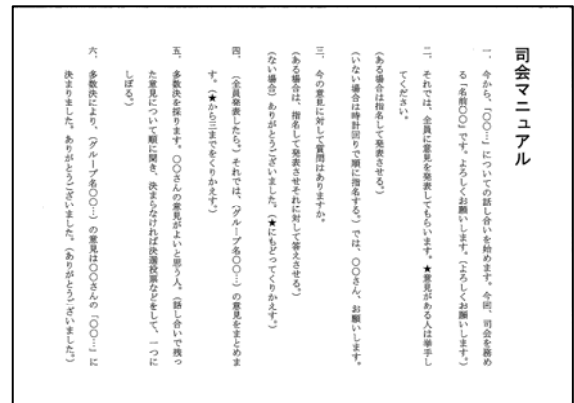 司会マニュアル
一、今から、「〇〇…」についての話し合いを始めます。今回、司会を務め
る「名前〇〇」です。よろしくお願いします。（よろしくお願いします。）
二、それでは、全員に意見を発表してもらいます。★意見がある人は挙手し
てください。
（ある場合は指名して発表させる。）
（いない場合は時計回りで順に指名する。）では、〇〇さん、お願いします。
三、今の意見に対して質問はありますか。
（ある場合は、指名して発表させそれに対して答えさせる。）
（ない場合）ありがとうございました。（★にもどってくりかえす。）
四、（全員発表したら。）それでは、（グループ名〇〇…）の意見をまとめま
す。（★から三までをくりかえす。）
五、多数決を採ります。〇〇さんの意見がよいと思う人。（話し合いで残っ
た意見について順に聞き、決まらなければ決選投票などをして、一つに
しぼる。）
六、多数決により、（グループ名〇〇…）の意見は〇〇さんの「〇〇…」に
決まりました。ありがとうございました。（ありがとうございました。）